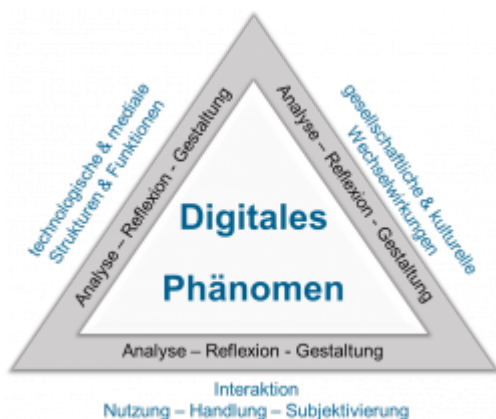 technologische & mediale
Strukturen & Funktionen
Analyse – Reflexion - Gestaltung
gesellschaftliche & kulturelle
Wechselwirkungen
Analyse – Reflexion - Gestaltung
Digitales
Phänomen
Analyse – Reflexion - Gestaltung
Interaktion
Nutzung – Handlung – Subjektivierung